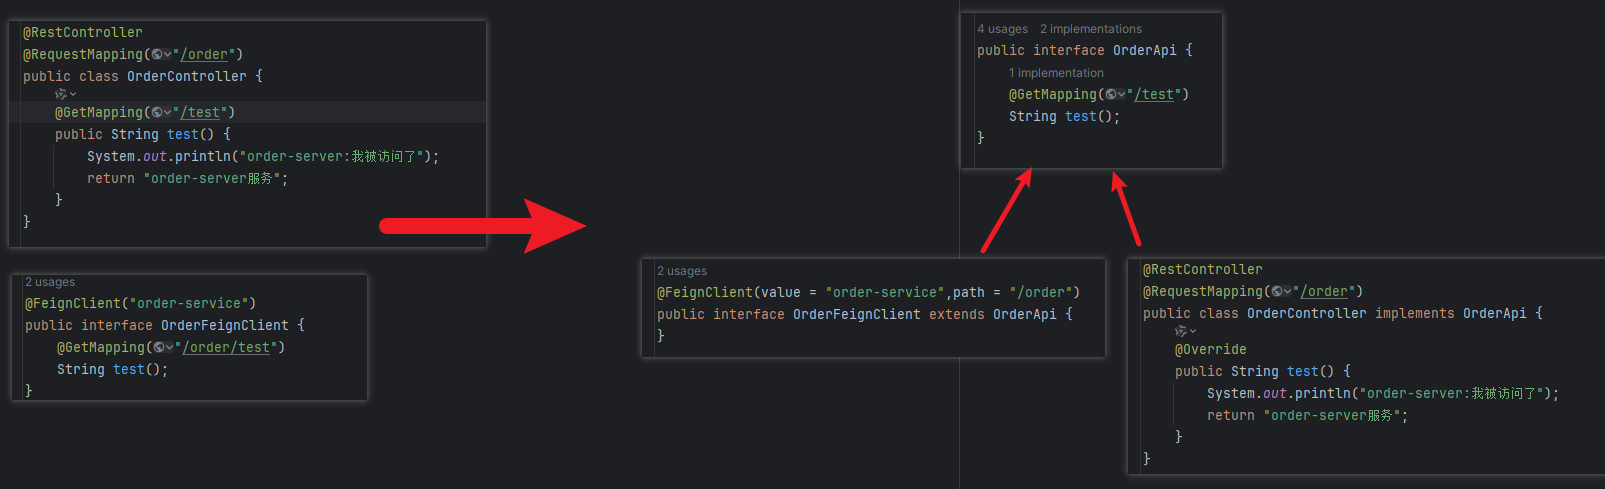 @RestController
@RequestMapping("/order")
public class OrderController {
@GetMapping("/test")
public String test() {
System.out.println("order-server:我被访问了");
return "order-server服务";
}
}
2 usages
@FeignClient("order-service")
public interface OrderFeignClient {
@GetMapping("/order/test")
String test();
}
4 usages 2 implementations
public interface OrderApi {
1 implementation
@GetMapping("/test")
String test();
}
2 usages
@FeignClient(value = "order-service",path = "/order")
public interface OrderFeignClient extends OrderApi {
}
@RestController
@RequestMapping("/order")
public class OrderController implements OrderApi {
@Override
public String test() {
System.out.println("order-server:我被访问了");
return "order-server服务";
}
}